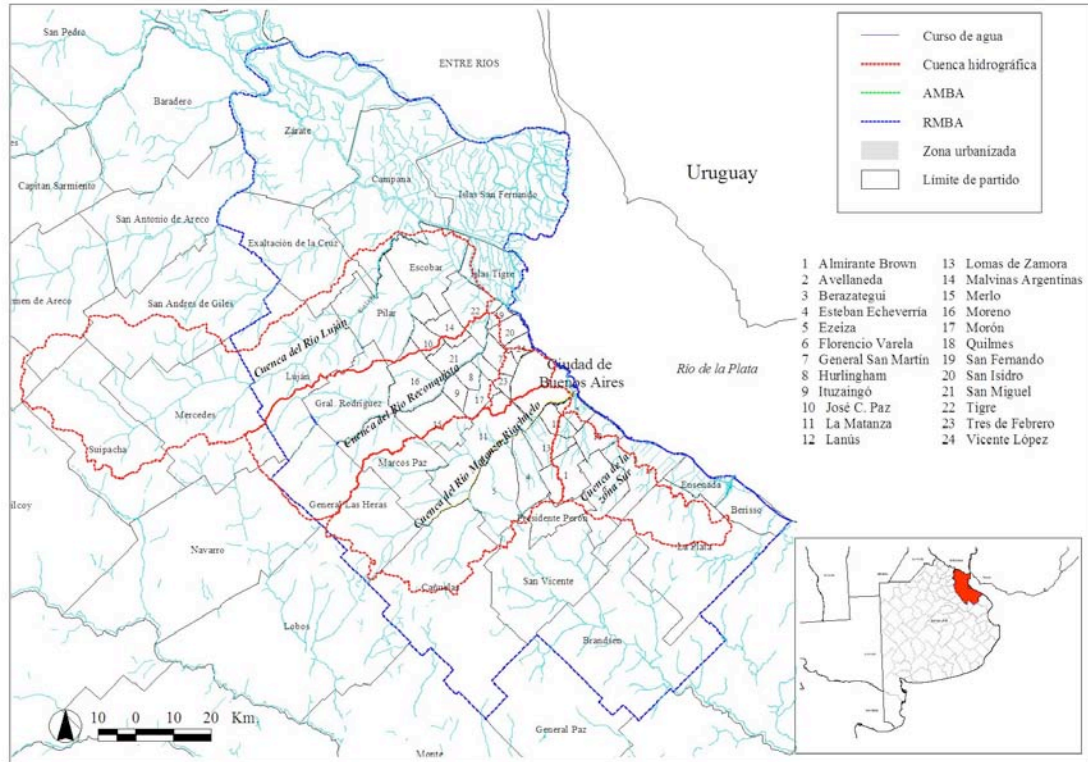 San Pedro
ENTRE RIOS
Baradero
Zárate
Capitan Sarmiento
Campana
Islas San Fernando
Uruguay
San Antonio de Areco
Exaltación de la Cruz
Escobar
Islas Tigre
San Andres de Giles
Pilar
Cuenca del Río Luján
Luján
Ciudad de
Buenos Aires
Río de la Plata
Gral. Rodríguez
Cuenca del Río Reconquista
Mercedes
Suipacha
Marcos Paz
Cuenca del Río Matanza-Riachuelo
Cuenca de la
zona Sur
Ensenada
Berisso
General Las Heras
Presidente Perón
La Plata
Navarro
Cañuelas
San Vicente
Lobos
Brandsen
General Paz
Monte
10 0 10 20 Km.
Curso de agua
Cuenca hidrográfica
AMBA
RMBA
Zona urbanizada
Límite de partido
1 Almirante Brown
2 Avellaneda
3 Berazategui
4 Esteban Echeverría
5 Ezeiza
6 Florencio Varela
7 General San Martín
8 Hurlingham
9 Ituzaingó
10 José C. Paz
11 La Matanza
12 Lanús
13 Lomas de Zamora
14 Malvinas Argentinas
15 Merlo
16 Moreno
17 Morón
18 Quilmes
19 San Fernando
20 San Isidro
21 San Miguel
22 Tigre
23 Tres de Febrero
24 Vicente López